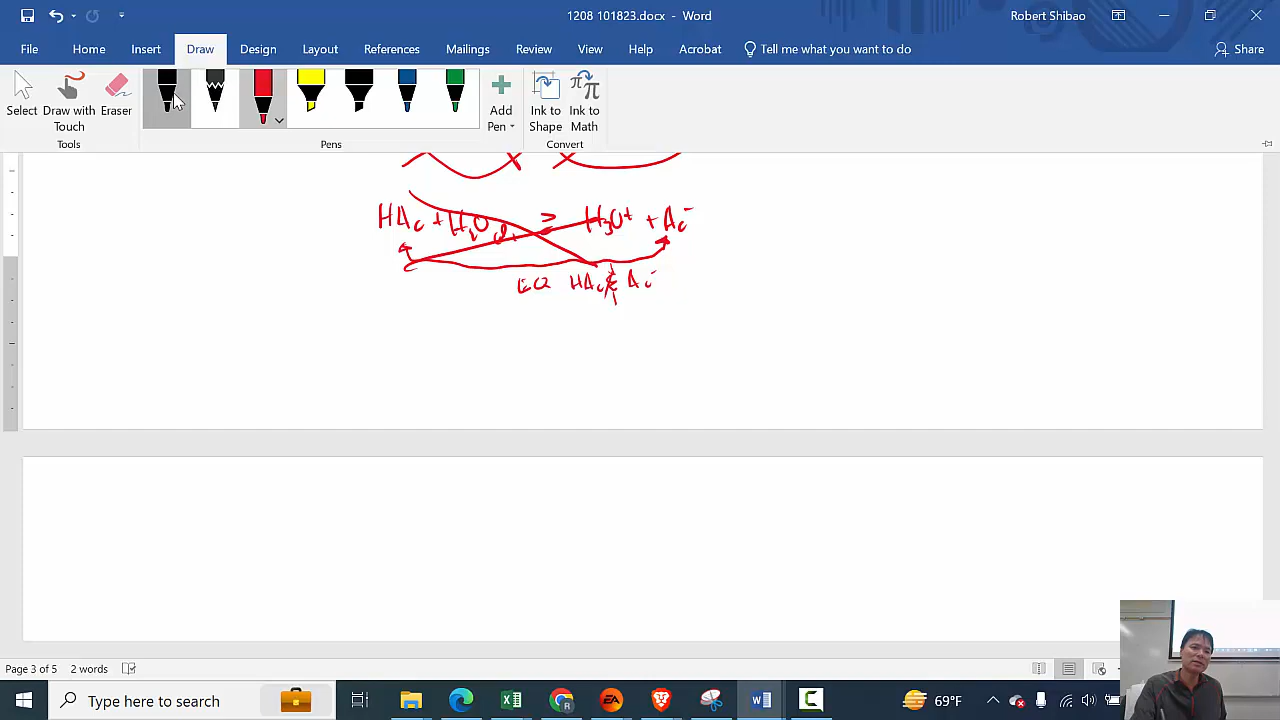 1208 101823.docx - Word
Robert Shibao
File Home Insert Draw Design Layout References Mailings Review View Help Acrobat Tell me what you want to do Share
Select Draw with Touch Eraser Add Pen Ink to Shape Ink to Math
Tools Pens Convert
HAc + H2O(l) ⇌ H3O+ + Ac-
EQ HAc & Ac-
Page 3 of 5 2 words
Type here to search
69°F